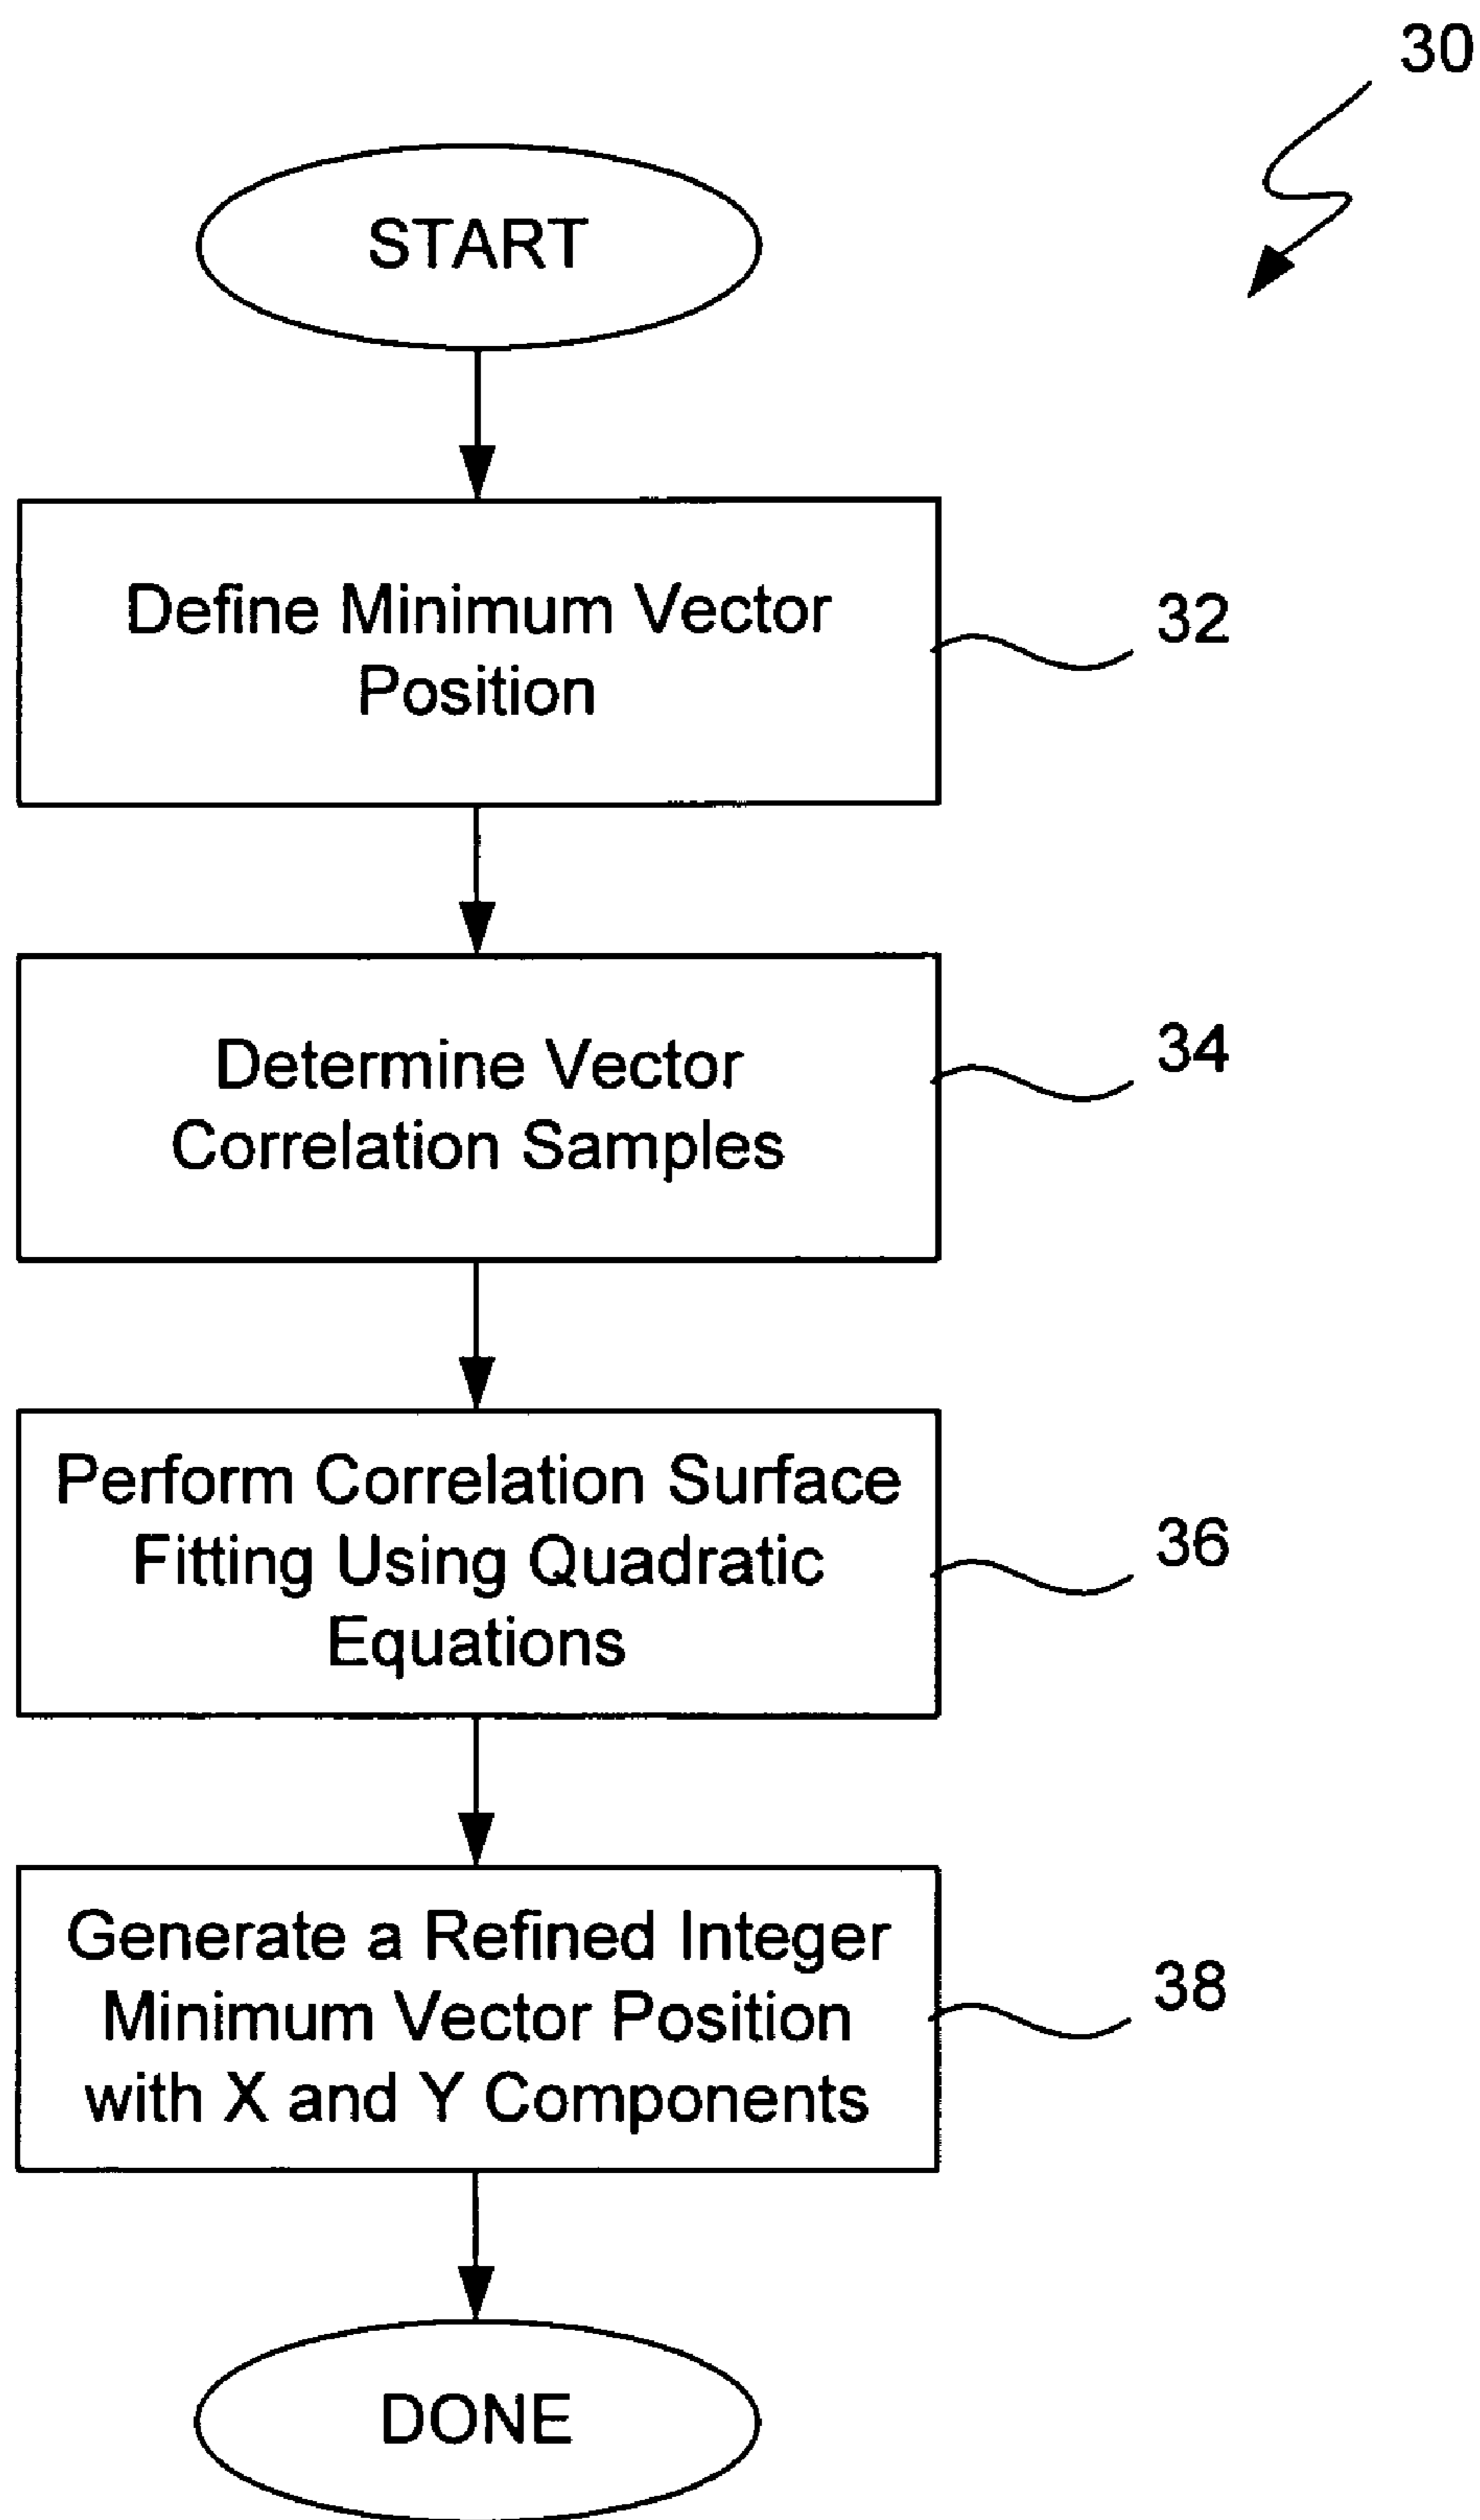 30
START
Define Minimum Vector
Position
32
Determine Vector
Correlation Samples
34
Perform Correlation Surface
Fitting Using Quadratic
Equations
36
Generate a Refined Integer
Minimum Vector Position
with X and Y Components
38
DONE